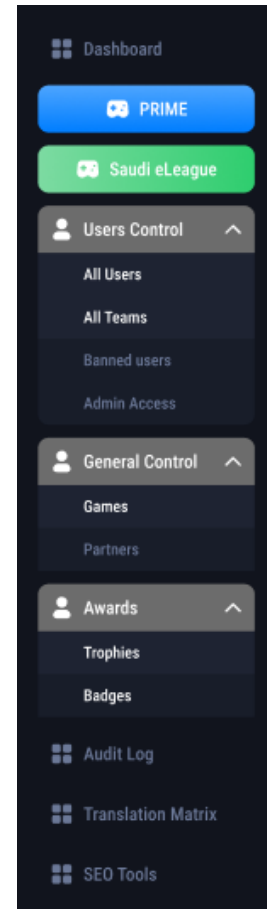 Dashboard
PRIME
Saudi eLeague
Users Control
All Users
All Teams
Banned users
Admin Access
General Control
Games
Partners
Awards
Trophies
Badges
Audit Log
Translation Matrix
SEO Tools